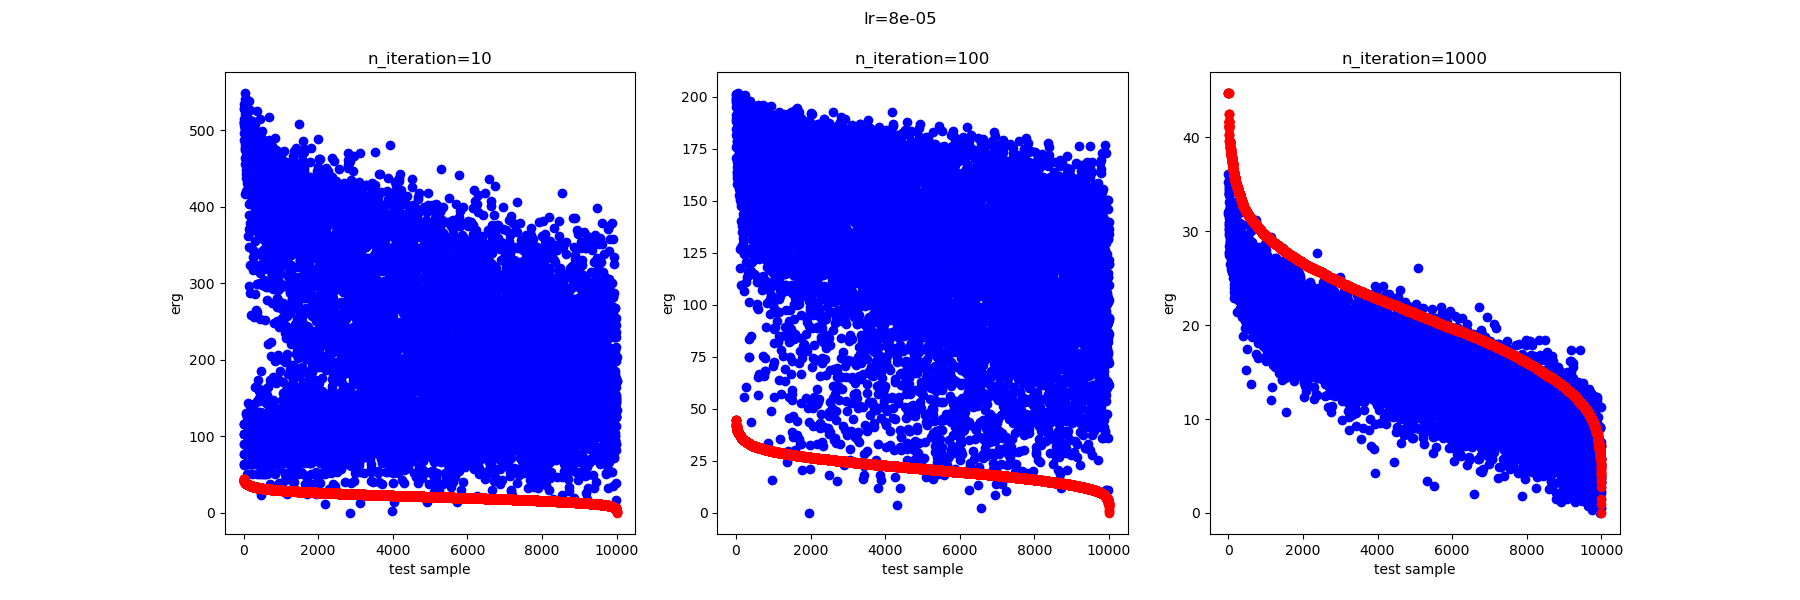 lr=8e-05
n_iteration=10
n_iteration=100
n_iteration=1000
erg
500
400
300
200
100
0
0 2000 4000 6000 8000 10000
test sample
erg
200
175
150
125
100
75
50
25
0
0 2000 4000 6000 8000 10000
test sample
erg
40
30
20
10
0
0 2000 4000 6000 8000 10000
test sample